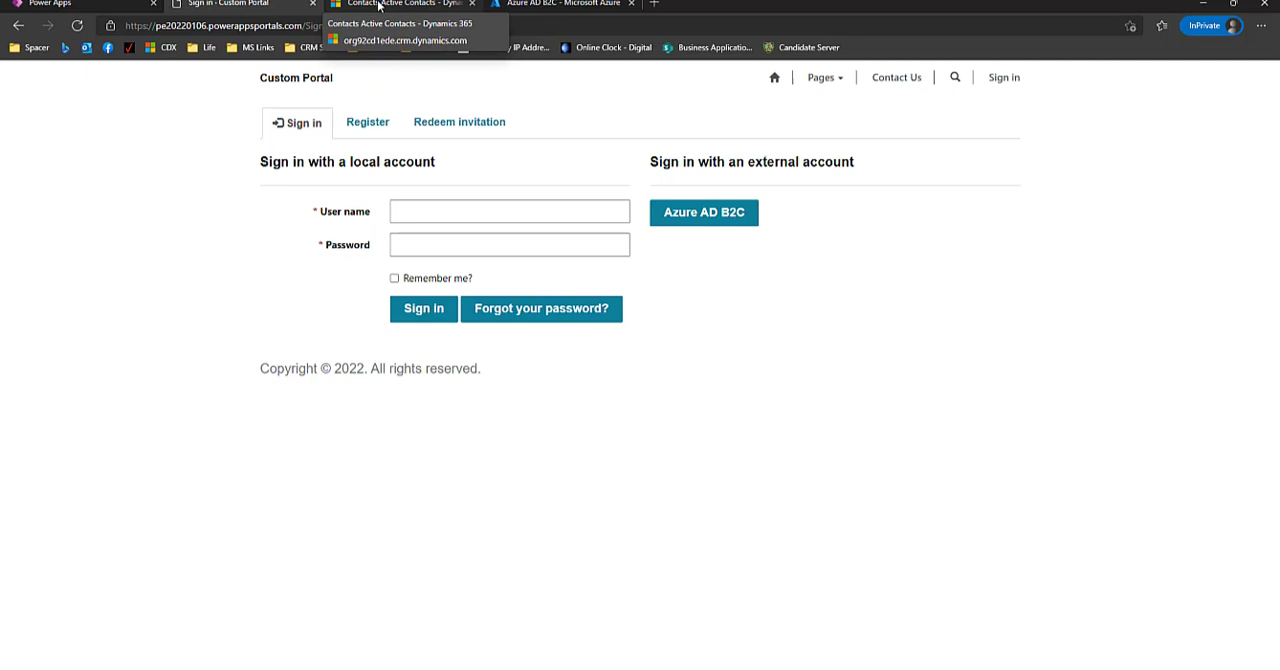 Power Apps
Sign in - Custom Portal
Contacts Active Contacts - Dyna
Azure AD B2C - Microsoft Azure
https://pe20220106.powerappsportals.com/Sig
Contacts Active Contacts - Dynamics 365
org92cd1ede.crm.dynamics.com
InPrivate
Spacer
CDX
Life
MS Links
CRM S
IP Addre...
Online Clock - Digital
Business Applicatio...
Candidate Server
Custom Portal
Pages
Contact Us
Sign in
Sign in
Register
Redeem invitation
Sign in with a local account
Sign in with an external account
* User name
Azure AD B2C
* Password
Remember me?
Sign in
Forgot your password?
Copyright © 2022. All rights reserved.